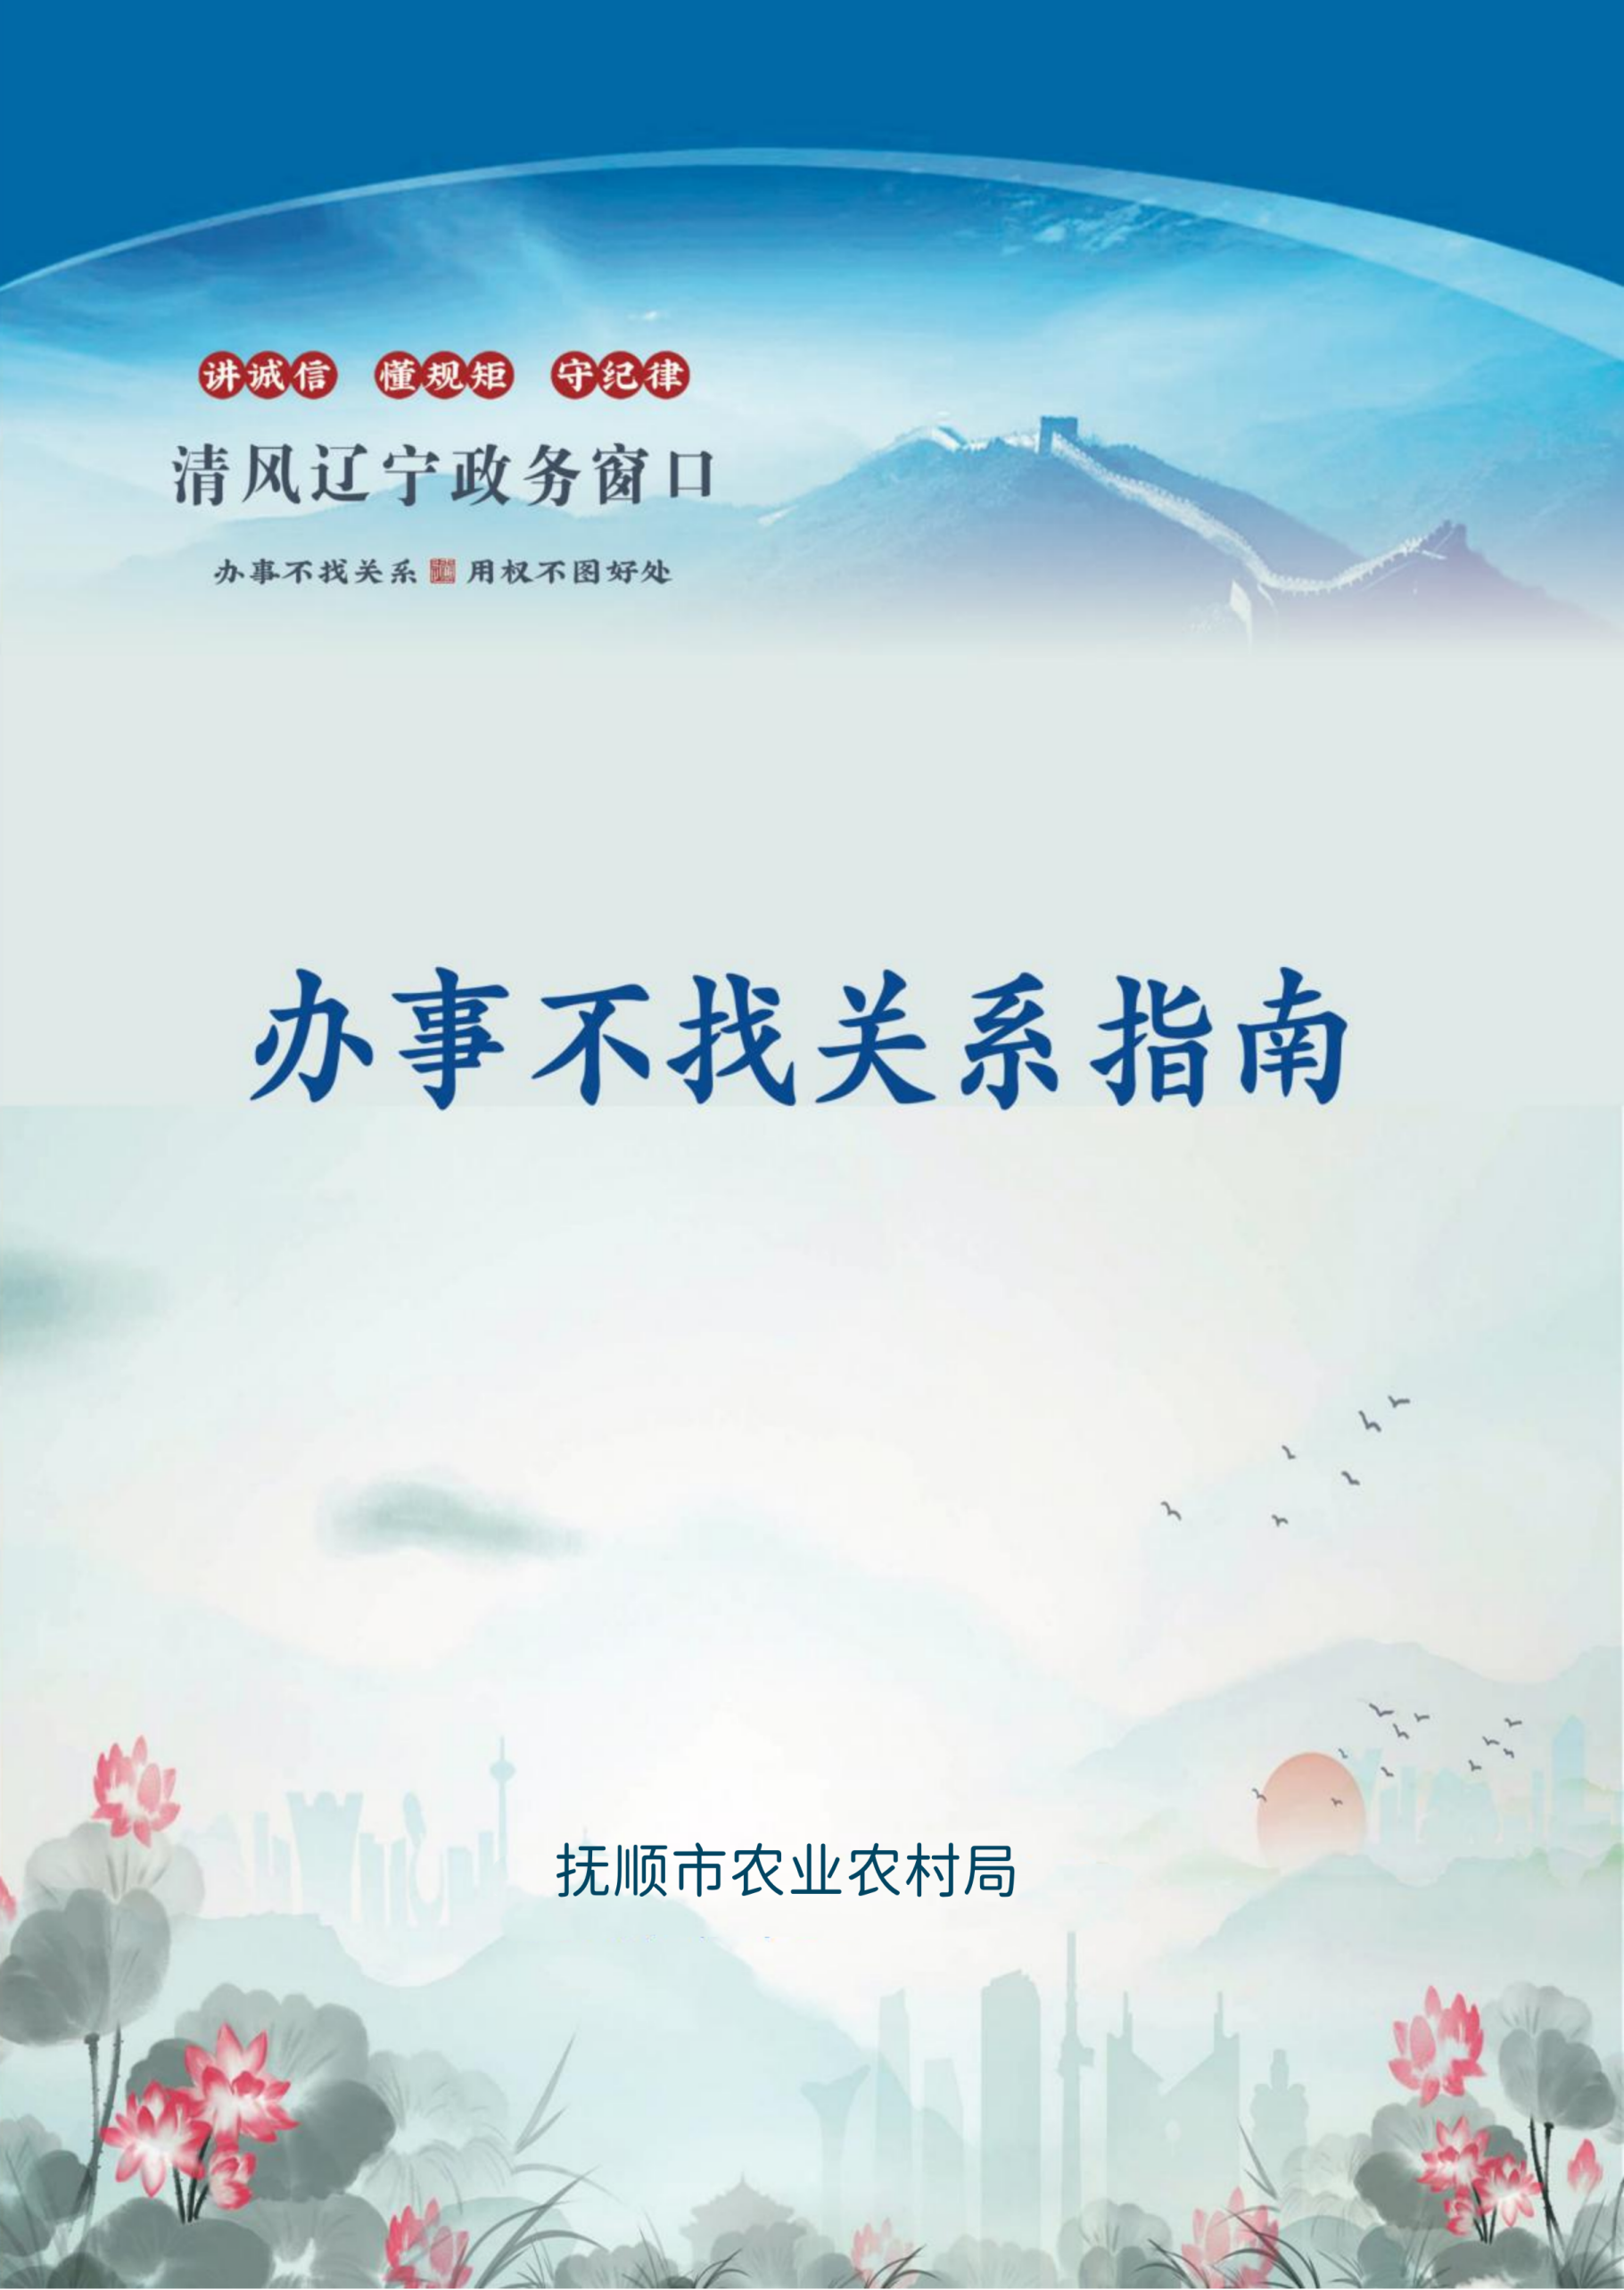 讲诚信 懂规矩 守纪律
清风辽宁政务窗口
办事不找关系 用权不图好处
办事不找关系指南
抚顺市农业农村局